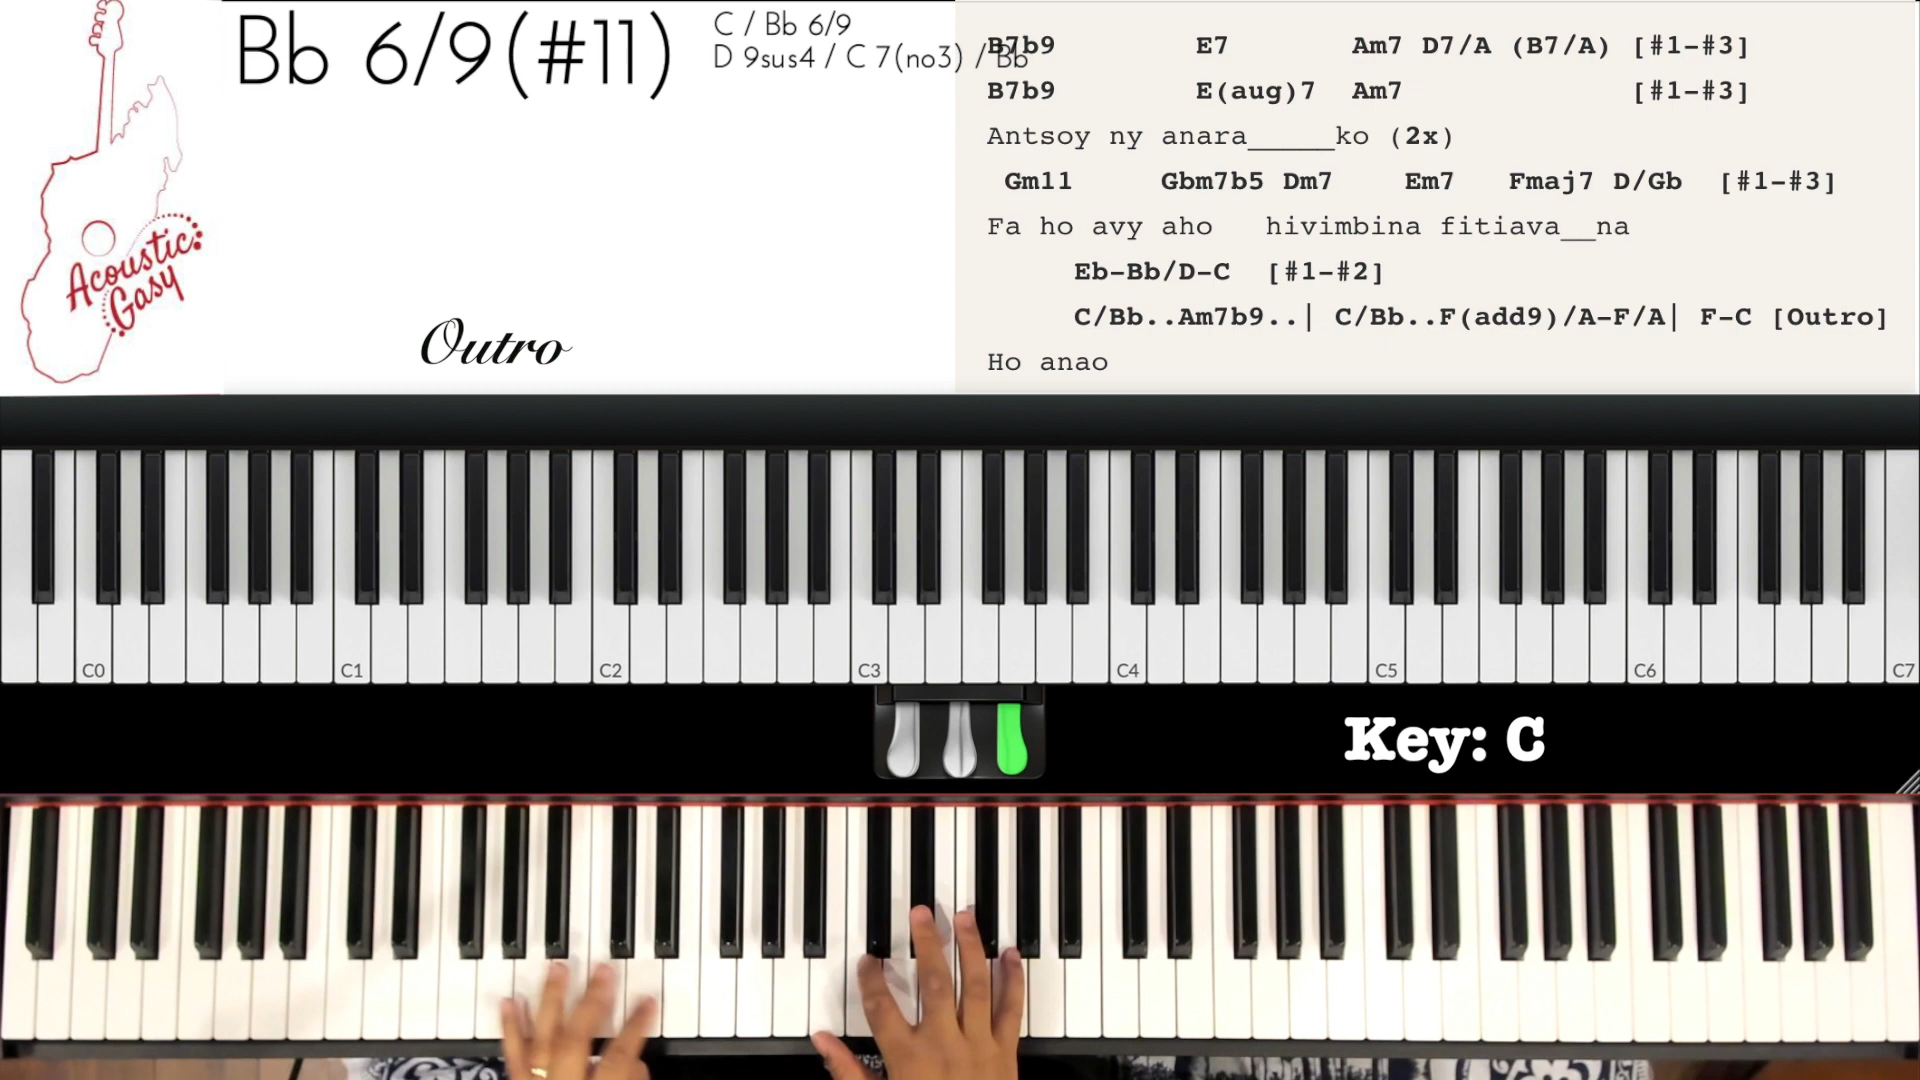 Bb 6/9(#11)
C / Bb 6/9
D 9sus4 / C 7(no3) / Bb
Acoustic
Gasy
Outro
B7b9 E7 Am7 D7/A (B7/A) [#1-#3]
B7b9 E(aug)7 Am7 [#1-#3]
Antsoy ny anara_____ko (2x)
Gm11 Gbm7b5 Dm7 Em7 Fmaj7 D/Gb [#1-#3]
Fa ho avy aho hivimbina fitiava__na
Eb-Bb/D-C [#1-#2]
C/Bb..Am7b9..| C/Bb..F(add9)/A-F/A| F-C [Outro]
Ho anao
C0 C1 C2 C3 C4 C5 C6 C7
Key: C